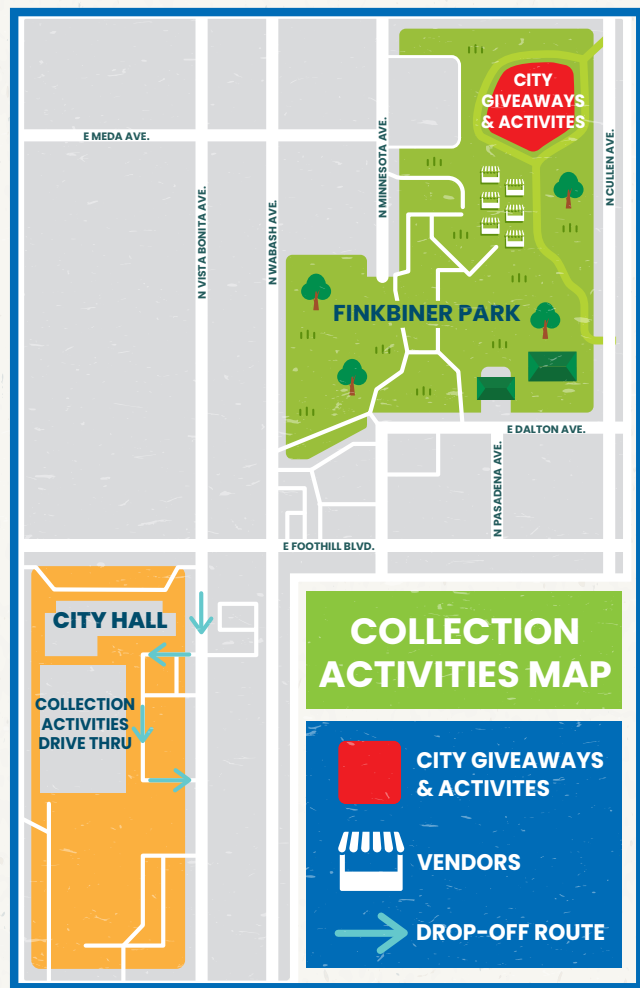 CITY
GIVEAWAYS
& ACTIVITES
E MEDA AVE.
N VISTA BONITA AVE.
N WABASH AVE.
N MINNESOTA AVE.
N CULLEN AVE.
FINKBINER PARK
E DALTON AVE.
N PASADENA AVE.
E FOOTHILL BLVD.
CITY HALL
COLLECTION
ACTIVITIES
DRIVE THRU
COLLECTION
ACTIVITIES MAP
CITY GIVEAWAYS
& ACTIVITES
VENDORS
DROP-OFF ROUTE